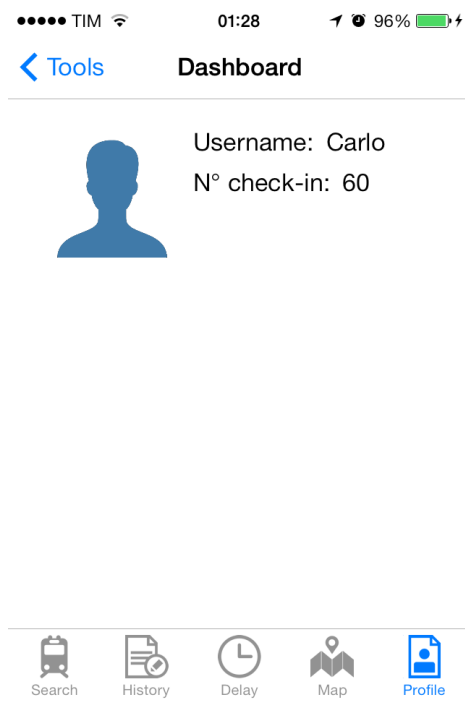 TIM 01:28 96%
Tools Dashboard
Username: Carlo
N° check-in: 60
Search History Delay Map Profile